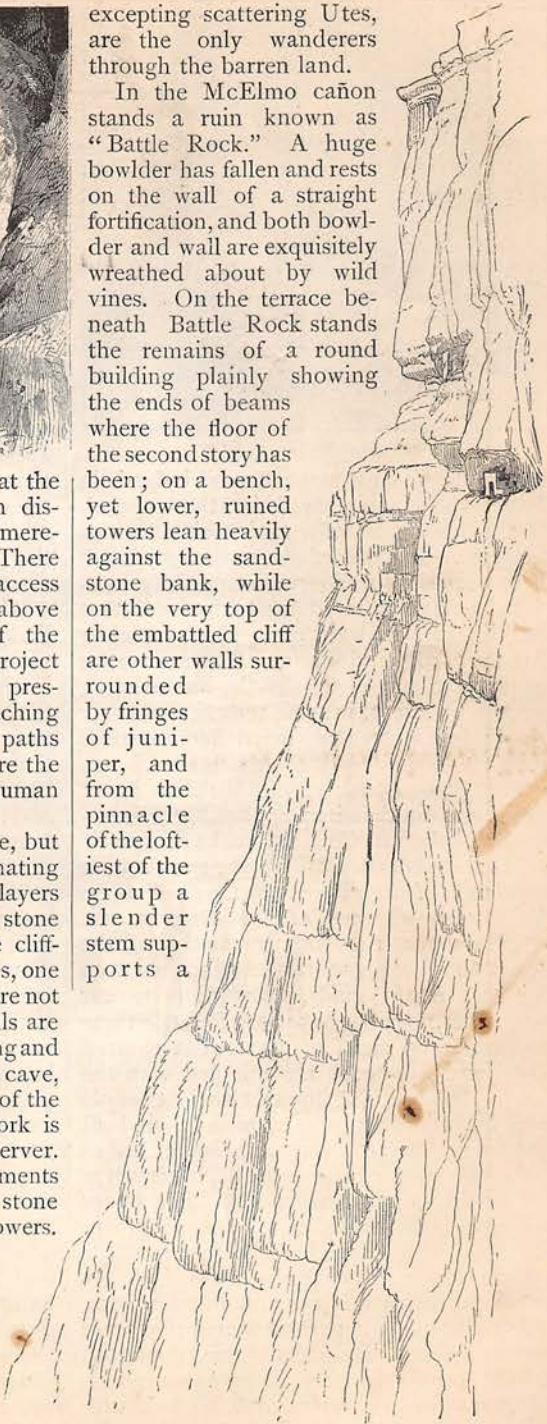 at the
dis-
mere-
There
access
above
f the
roject
pres-
ching
paths
re the
uman
e, but
nating
layers
stone
cliff-
s, one
re not
ls are
ng and
cave,
of the
ork is
erver.
ments
stone
owers.
excepting scattering Utes,
are the only wanderers
through the barren land.
In the McElmo cañon
stands a ruin known as
“Battle Rock.” A huge
bowlder has fallen and rests
on the wall of a straight
fortification, and both bowl-
der and wall are exquisitely
wreathed about by wild
vines. On the terrace be-
neath Battle Rock stands
the remains of a round
building plainly showing
the ends of beams
where the floor of
the second story has
been; on a bench,
yet lower, ruined
towers lean heavily
against the sand-
stone bank, while
on the very top of
the embattled cliff
are other walls sur-
rounded
by fringes
of juni-
per, and
from the
pinnacle
of the loft-
iest of the
group a
slender
stem sup-
ports a